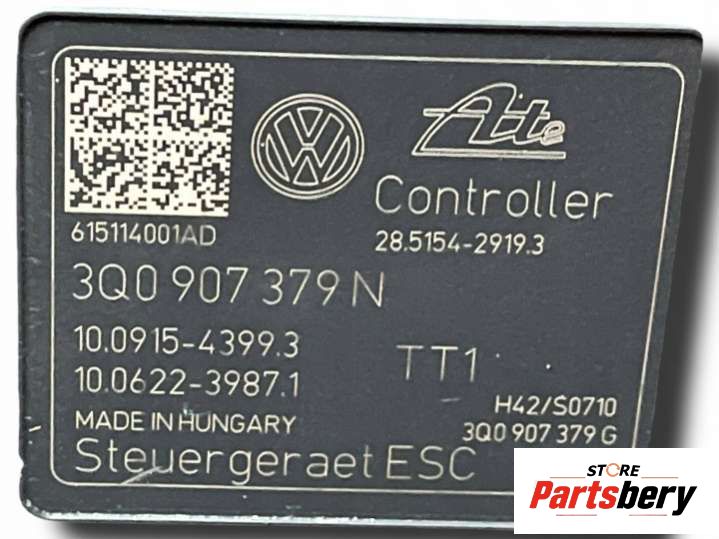 Ate
Controller
615114001AD
28.5154-2919.3
3Q0 907 379 N
10.0915-4399.3
TT1
10.0622-3987.1
H42/S0710
MADE IN HUNGARY
3Q0 907 379 G
Steuergeraet ESC
STORE
Partsbery